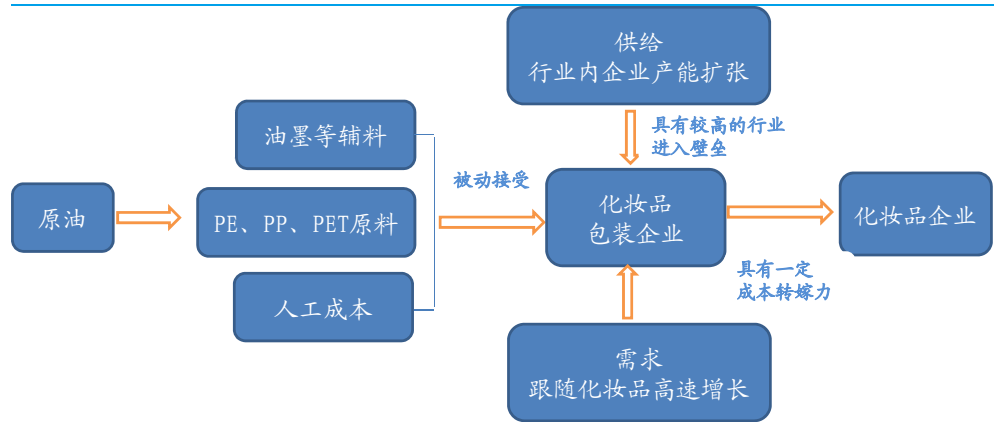 供给
行业内企业产能扩张
具有较高的行业
进入壁垒
油墨等辅料
被动接受
原油
PE、PP、PET原料
化妆品
包装企业
化妆品企业
人工成本
具有一定
成本转嫁力
需求
跟随化妆品高速增长